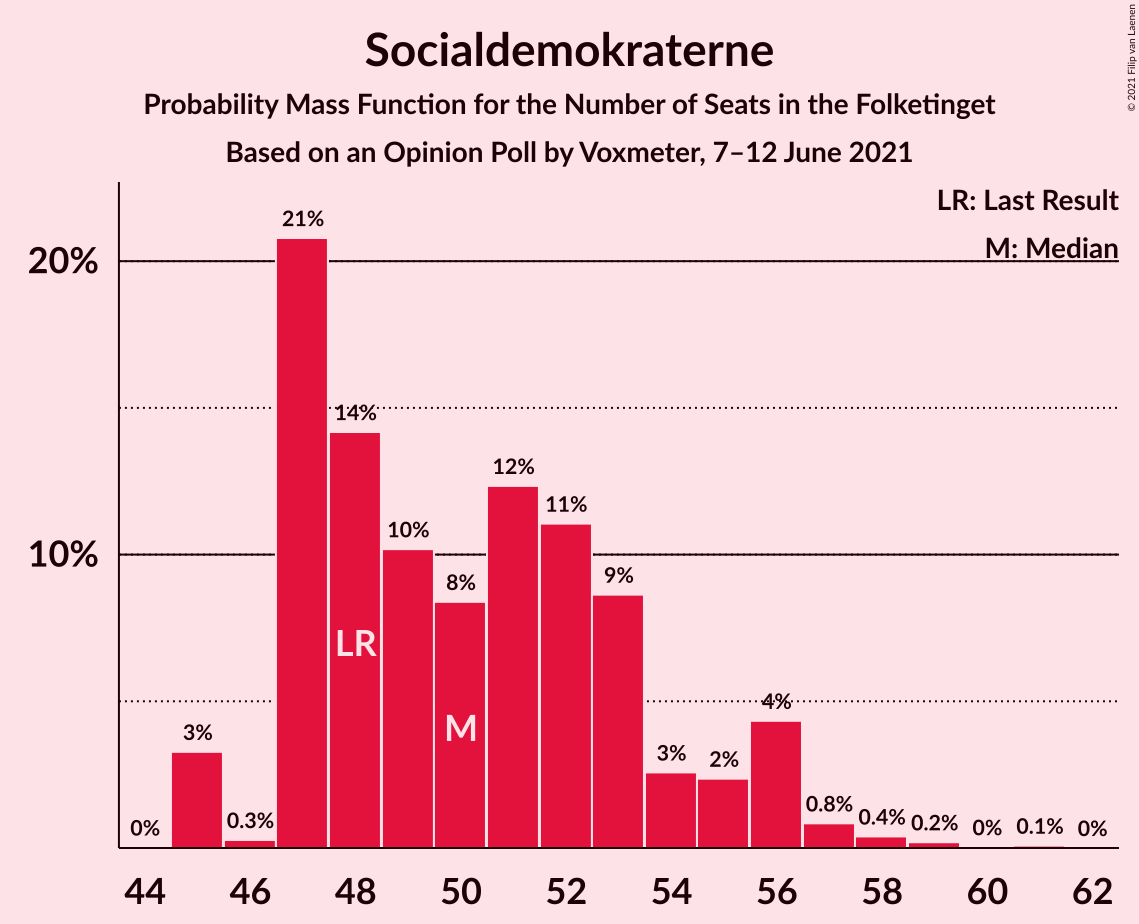 Socialdemokraterne
Probability Mass Function for the Number of Seats in the Folketinget
Based on an Opinion Poll by Voxmeter, 7–12 June 2021
© 2021 Filip van Laenen
LR: Last Result
M: Median
20%
10%
0%
3%
0.3%
21%
14%
10%
8%
12%
11%
9%
3%
2%
4%
0.8%
0.4%
0.2%
0%
0.1%
0%
LR
M
44 46 48 50 52 54 56 58 60 62